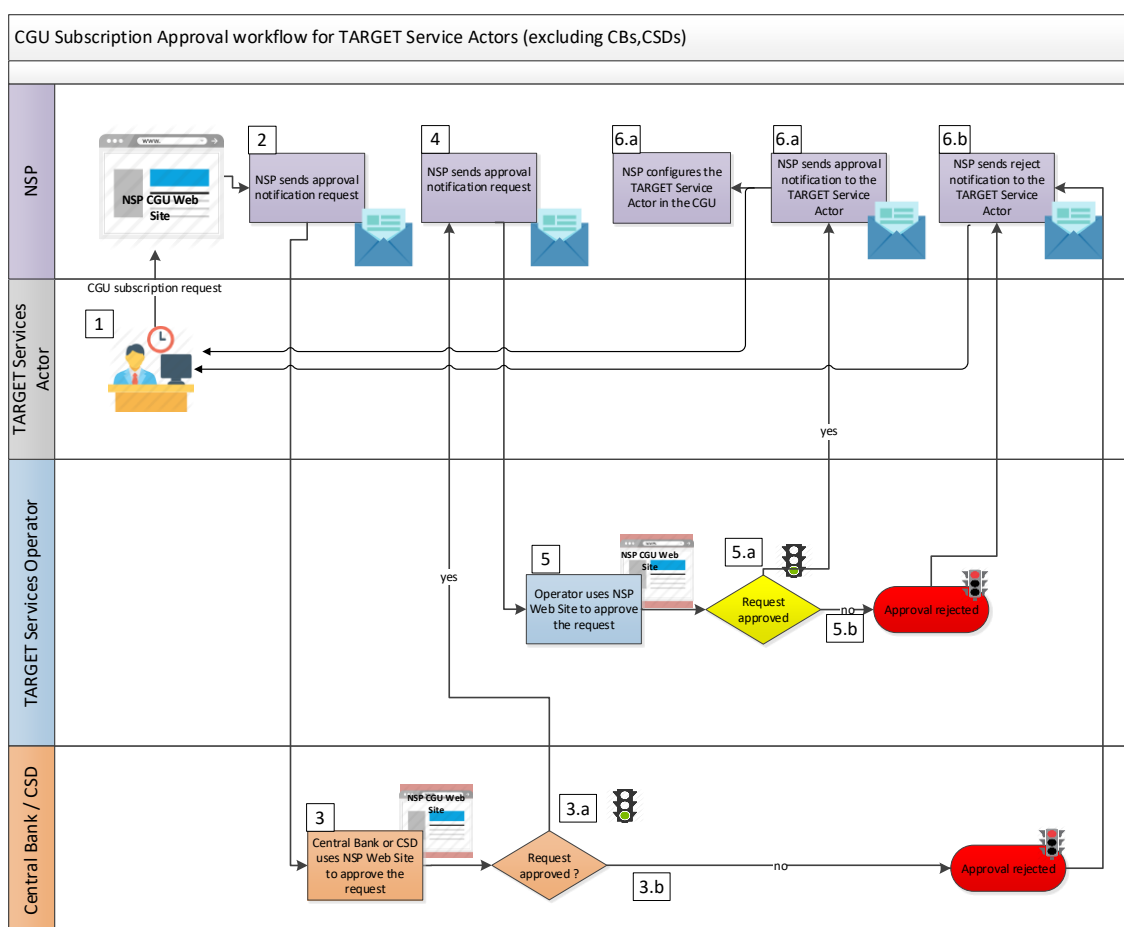 CGU Subscription Approval workflow for TARGET Service Actors (excluding CBs,CSDs)
NSP
www.
NSP CGU Web
Site
2
NSP sends approval
notification request
4
NSP sends approval
notification request
6.a
NSP configures the
TARGET Service
Actor in the CGU
6.a
NSP sends approval
notification to the
TARGET Service
Actor
6.b
NSP sends reject
notification to the
TARGET Service
Actor
TARGET Services
Actor
CGU subscription request
1
yes
TARGET Services Operator
yes
5
NSP CGU Web
Site
Operator uses NSP
Web Site to approve
the request
5.a
Request
approved
no
5.b
Approval rejected
Central Bank / CSD
3
NSP CGU Web
Site
Central Bank or CSD
uses NSP Web Site
to approve the
request
3.a
Request
approved ?
3.b
no
Approval rejected